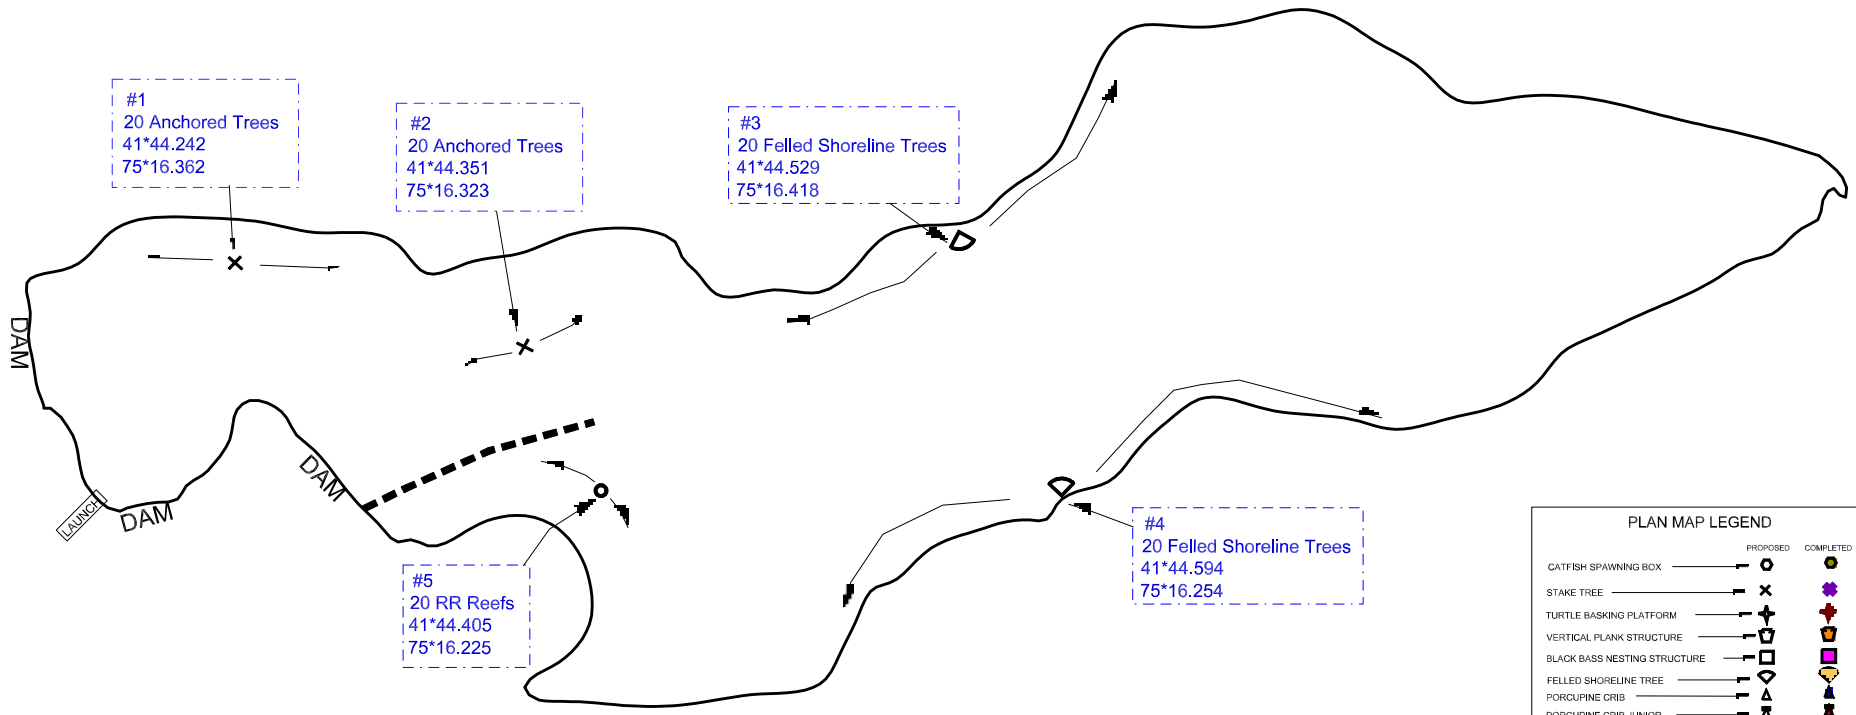 #1
20 Anchored Trees
41*44.242
75*16.362
#2
20 Anchored Trees
41*44.351
75*16.323
#3
20 Felled Shoreline Trees
41*44.529
75*16.418
DAM
LAUNCH
DAM
DAM
#5
20 RR Reefs
41*44.405
75*16.225
#4
20 Felled Shoreline Trees
41*44.594
75*16.254
PLAN MAP LEGEND
PROPOSED COMPLETED
CATFISH SPAWNING BOX
STAKE TREE
TURTLE BASKING PLATFORM
VERTICAL PLANK STRUCTURE
BLACK BASS NESTING STRUCTURE
FELLED SHORELINE TREE
PORCUPINE CRIB
PORCUPINE CRIB JUNIOR